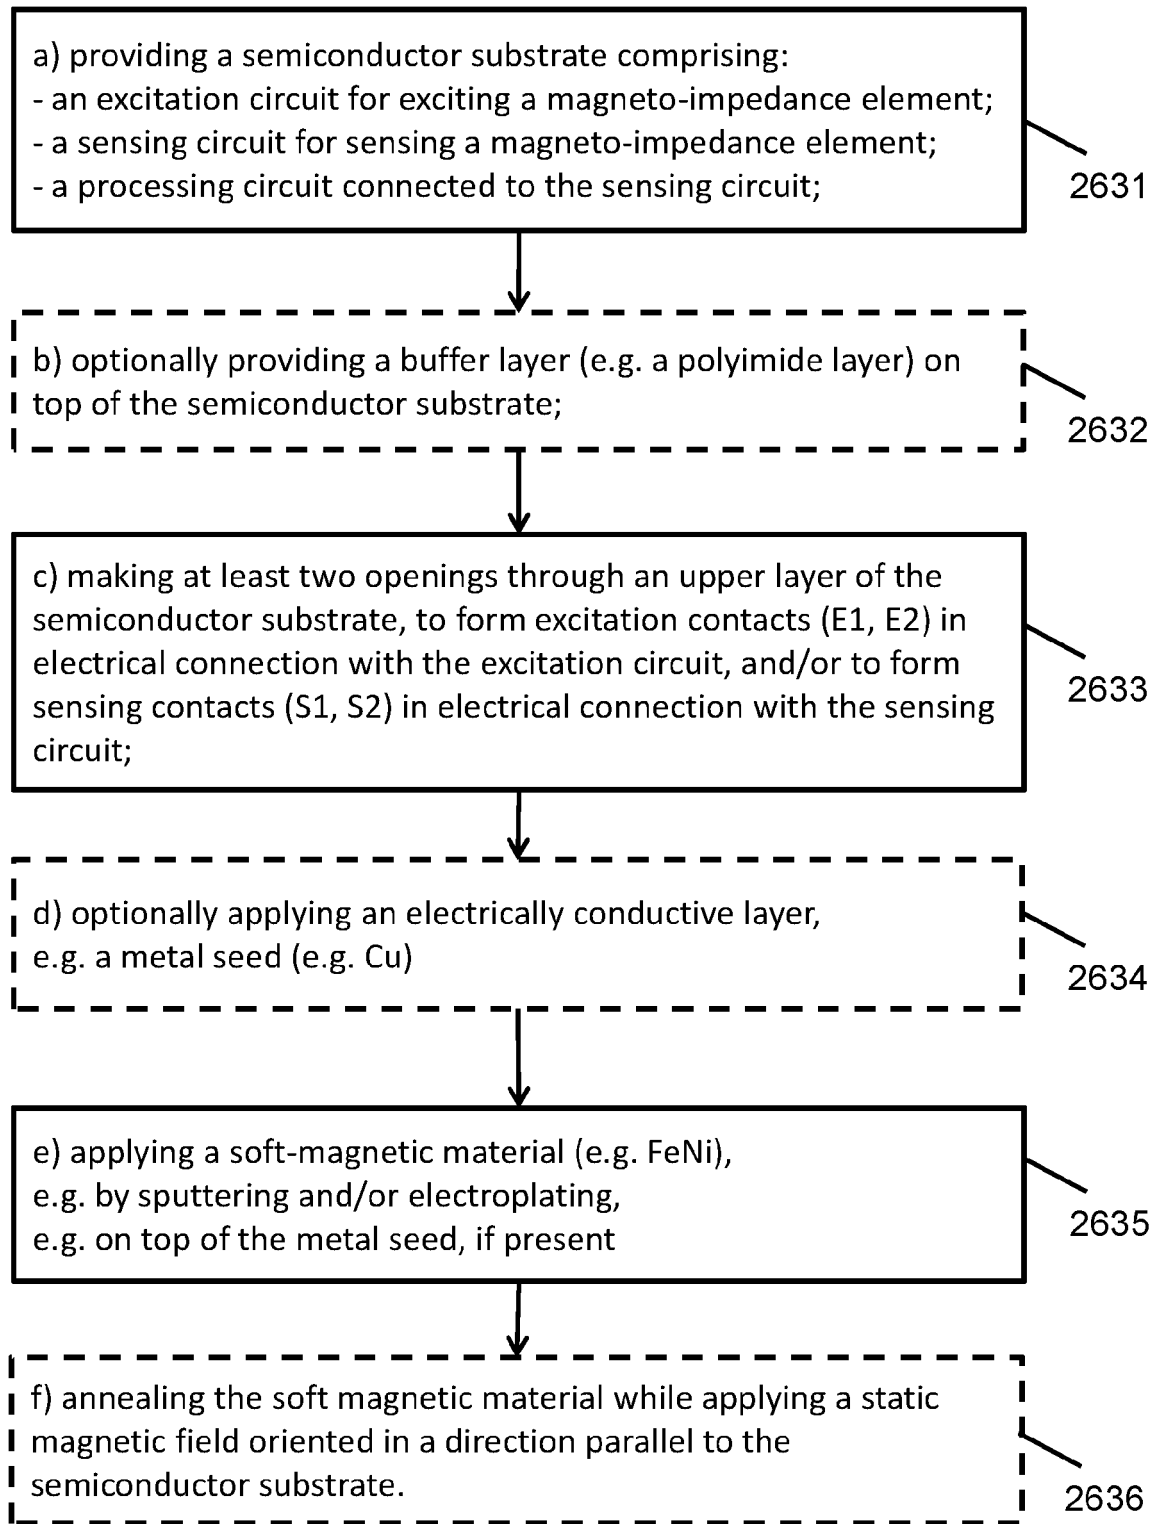 a) providing a semiconductor substrate comprising:
- an excitation circuit for exciting a magneto-impedance element;
- a sensing circuit for sensing a magneto-impedance element;
- a processing circuit connected to the sensing circuit;
2631
b) optionally providing a buffer layer (e.g. a polyimide layer) on
top of the semiconductor substrate;
2632
c) making at least two openings through an upper layer of the
semiconductor substrate, to form excitation contacts (E1, E2) in
electrical connection with the excitation circuit, and/or to form
sensing contacts (S1, S2) in electrical connection with the sensing
circuit;
2633
d) optionally applying an electrically conductive layer,
e.g. a metal seed (e.g. Cu)
2634
e) applying a soft-magnetic material (e.g. FeNi),
e.g. by sputtering and/or electroplating,
e.g. on top of the metal seed, if present
2635
f) annealing the soft magnetic material while applying a static
magnetic field oriented in a direction parallel to the
semiconductor substrate.
2636